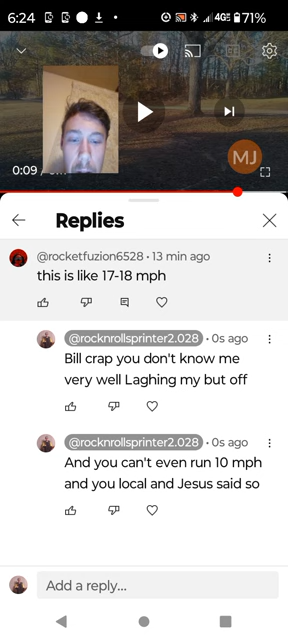 6:24
4GE 71%
0:09 /
MJ
Replies
@rocketfuzion6528 • 13 min ago
this is like 17-18 mph
@rocknrollsprinter2.028 • 0s ago
Bill crap you don't know me
very well Laghing my but off
@rocknrollsprinter2.028 • 0s ago
And you can't even run 10 mph
and you local and Jesus said so
Add a reply...